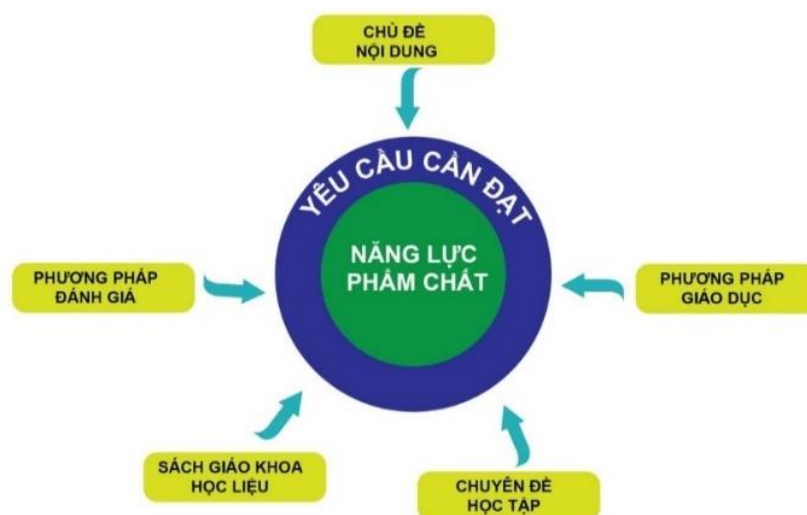 CHỦ ĐỀ
NỘI DUNG
YÊU CẦU CẦN ĐẠT
NĂNG LỰC
PHẨM CHẤT
PHƯƠNG PHÁP
ĐÁNH GIÁ
PHƯƠNG PHÁP
GIÁO DỤC
SÁCH GIÁO KHOA
HỌC LIỆU
CHUYÊN ĐỀ
HỌC TẬP